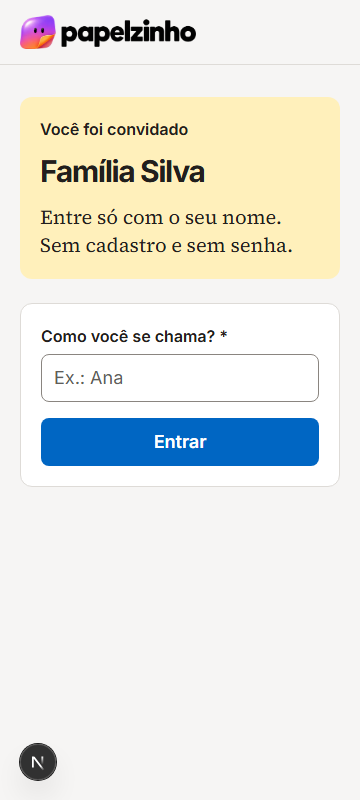 papelzinho
Você foi convidado
Família Silva
Entre só com o seu nome.
Sem cadastro e sem senha.
Como você se chama? *
Ex.: Ana
Entrar
N